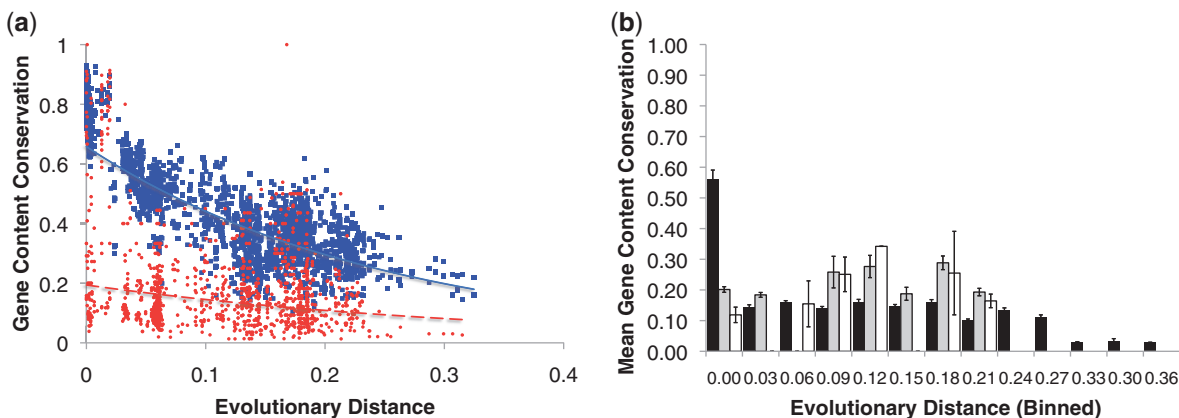 (a)
Gene Content Conservation
1
0.8
0.6
0.4
0.2
0
0 0.1 0.2 0.3 0.4
Evolutionary Distance
(b)
Mean Gene Content Conservation
1.00
0.90
0.80
0.70
0.60
0.50
0.40
0.30
0.20
0.10
0.00
0.00 0.03 0.06 0.09 0.12 0.15 0.18 0.21 0.24 0.27 0.33 0.30 0.36
Evolutionary Distance (Binned)